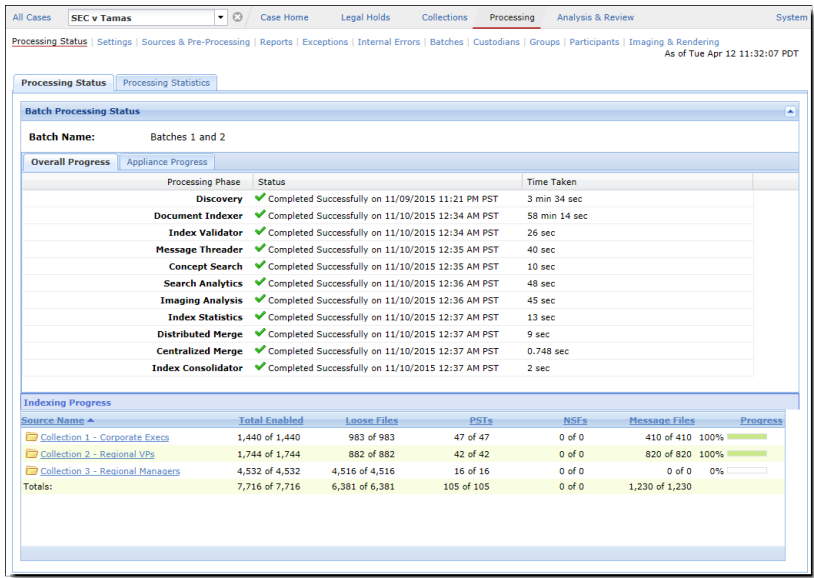 All Cases SEC v Tamas Case Home Legal Holds Collections Processing Analysis & Review System
Processing Status | Settings | Sources & Pre-Processing | Reports | Exceptions | Internal Errors | Batches | Custodians | Groups | Participants | Imaging & Rendering
As of Tue Apr 12 11:32:07 PDT
Processing Status Processing Statistics
Batch Processing Status
Batch Name: Batches 1 and 2
Overall Progress Appliance Progress
Processing Phase Status Time Taken
Discovery Completed Successfully on 11/09/2015 11:21 PM PST 3 min 34 sec
Document Indexer Completed Successfully on 11/10/2015 12:34 AM PST 58 min 14 sec
Index Validator Completed Successfully on 11/10/2015 12:34 AM PST 26 sec
Message Threader Completed Successfully on 11/10/2015 12:35 AM PST 40 sec
Concept Search Completed Successfully on 11/10/2015 12:35 AM PST 10 sec
Search Analytics Completed Successfully on 11/10/2015 12:36 AM PST 48 sec
Imaging Analysis Completed Successfully on 11/10/2015 12:36 AM PST 45 sec
Index Statistics Completed Successfully on 11/10/2015 12:37 AM PST 13 sec
Distributed Merge Completed Successfully on 11/10/2015 12:37 AM PST 9 sec
Centralized Merge Completed Successfully on 11/10/2015 12:37 AM PST 0.748 sec
Index Consolidator Completed Successfully on 11/10/2015 12:37 AM PST 2 sec
Indexing Progress
Source Name Total Enabled Loose Files PSTs NSFs Message Files Progress
Collection 1 - Corporate Execs 1,440 of 1,440 983 of 983 47 of 47 0 of 0 410 of 410 100%
Collection 2 - Regional VPs 1,744 of 1,744 882 of 882 42 of 42 0 of 0 820 of 820 100%
Collection 3 - Regional Managers 4,532 of 4,532 4,516 of 4,516 16 of 16 0 of 0 0 of 0 0%
Totals: 7,716 of 7,716 6,381 of 6,381 105 of 105 0 of 0 1,230 of 1,230